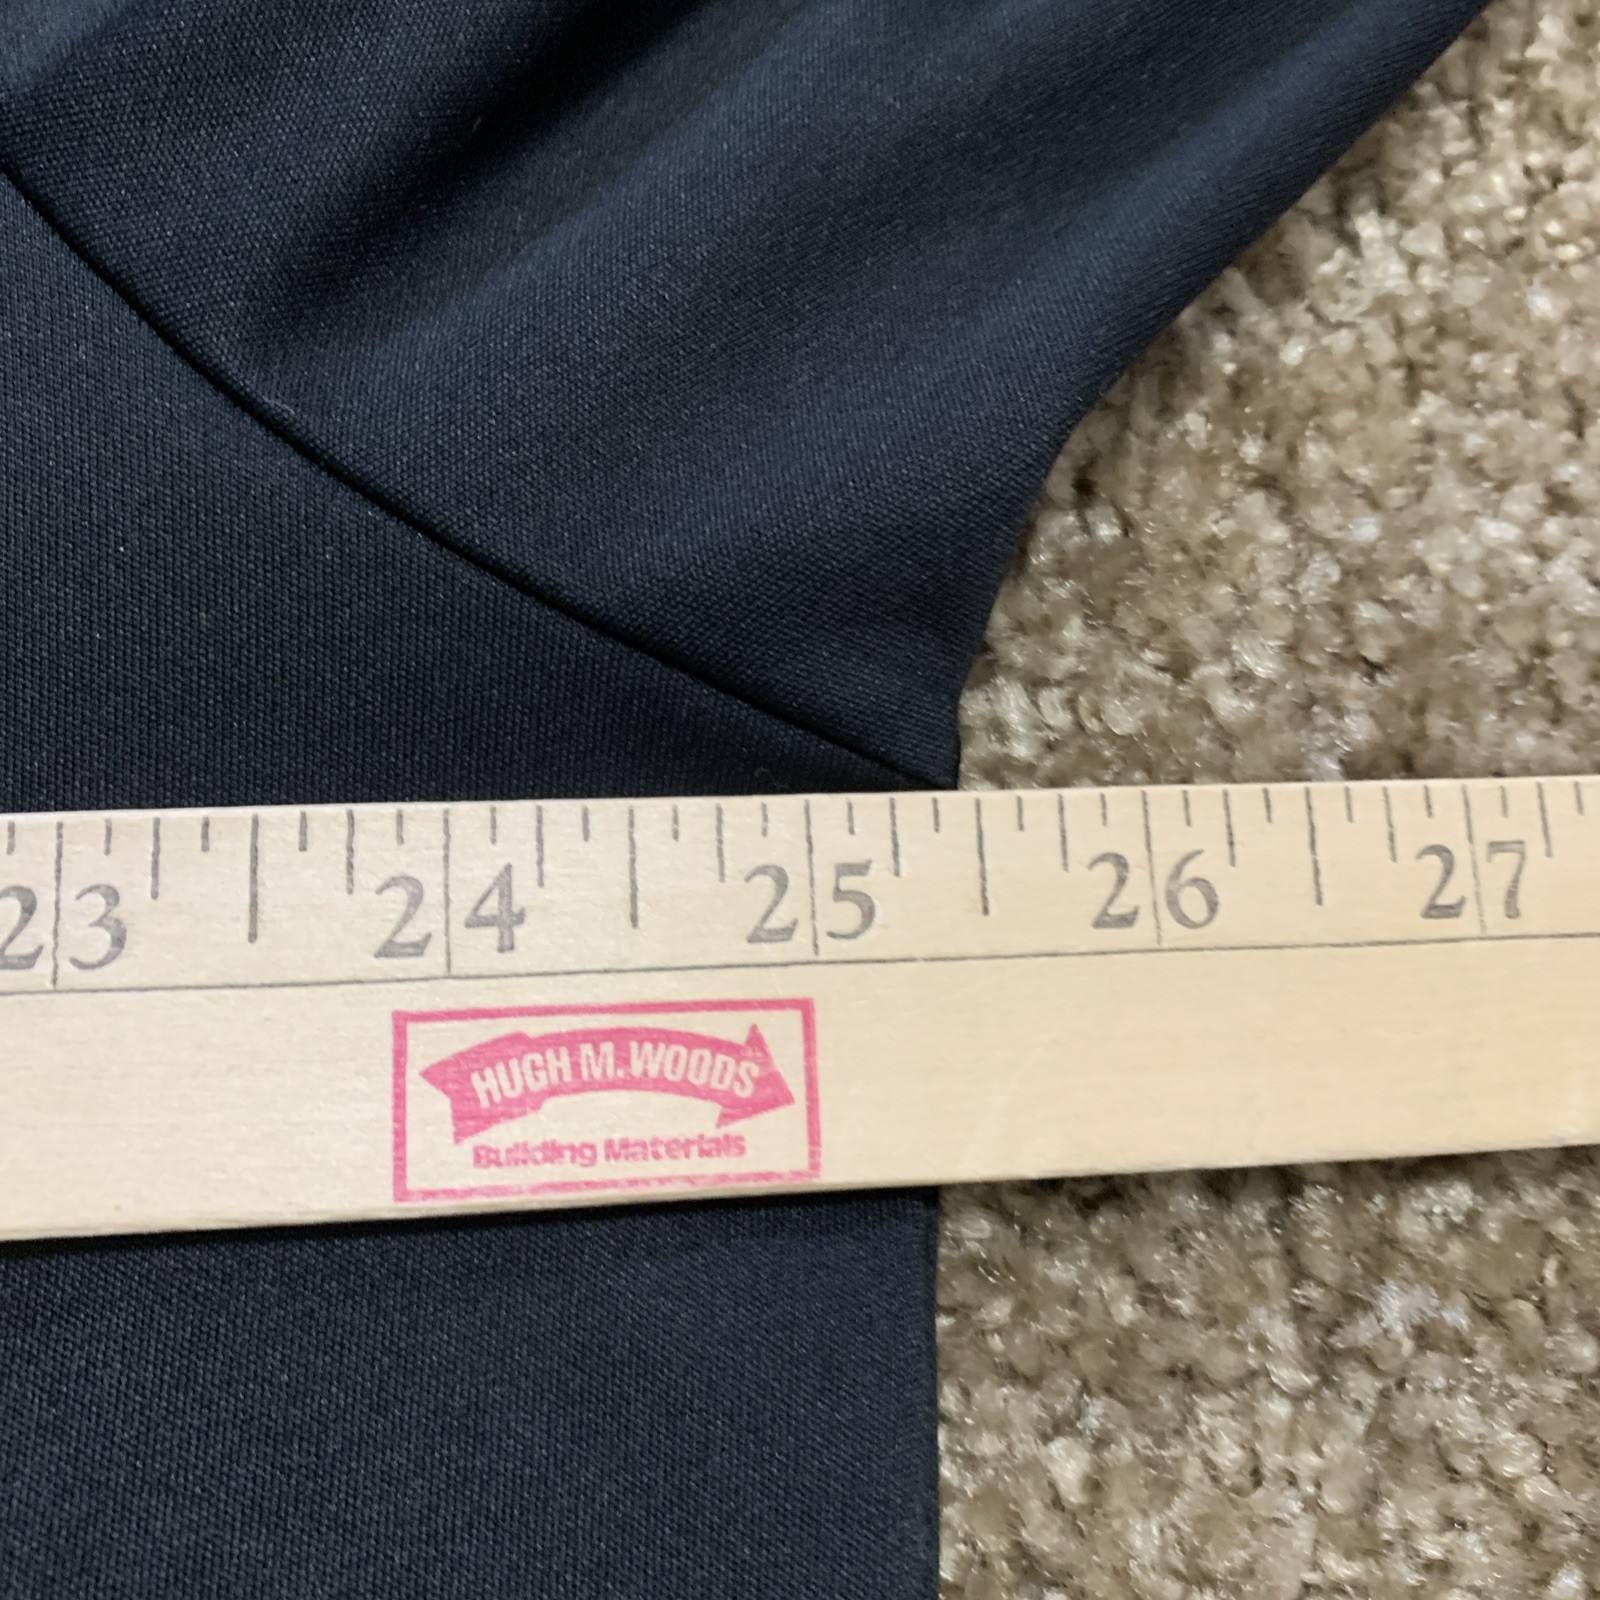 23 24 25 26 27
HUGH M. WOODS
Building Materials